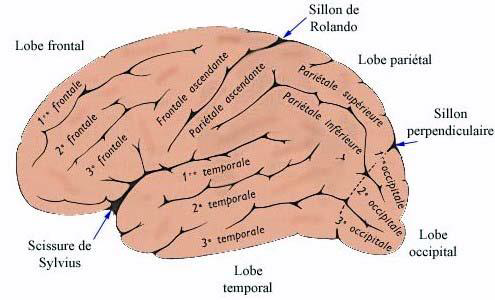 Sillon de
Rolando
Lobe frontal
Lobe pariétal
1re frontale
2e frontale
3e frontale
Frontale ascendante
Pariétale ascendante
Pariétale supérieure
Pariétale inférieure
Sillon
perpendiculaire
1re temporale
2e temporale
3e temporale
1re occipitale
2e occipitale
3e occipitale
Scissure de
Sylvius
Lobe
temporal
Lobe
occipital